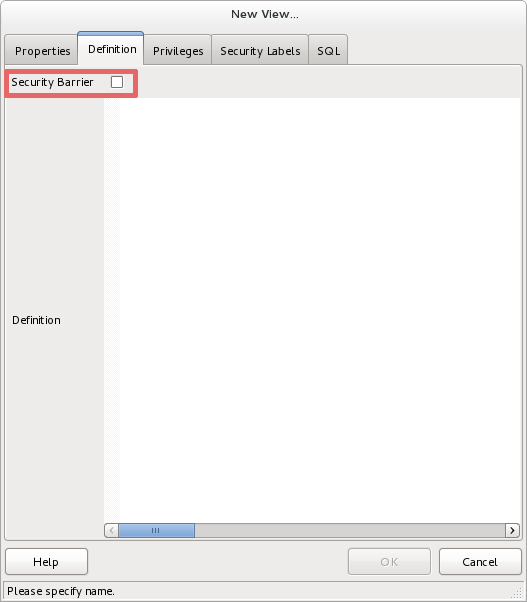 New View...
Properties Definition Privileges Security Labels SQL
Security Barrier
Definition
Help OK Cancel
Please specify name.